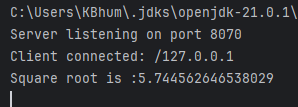 C:\Users\KBhum\.jdks\openjdk-21.0.1\
Server listening on port 8070
Client connected: /127.0.0.1
Square root is :5.744562646538029